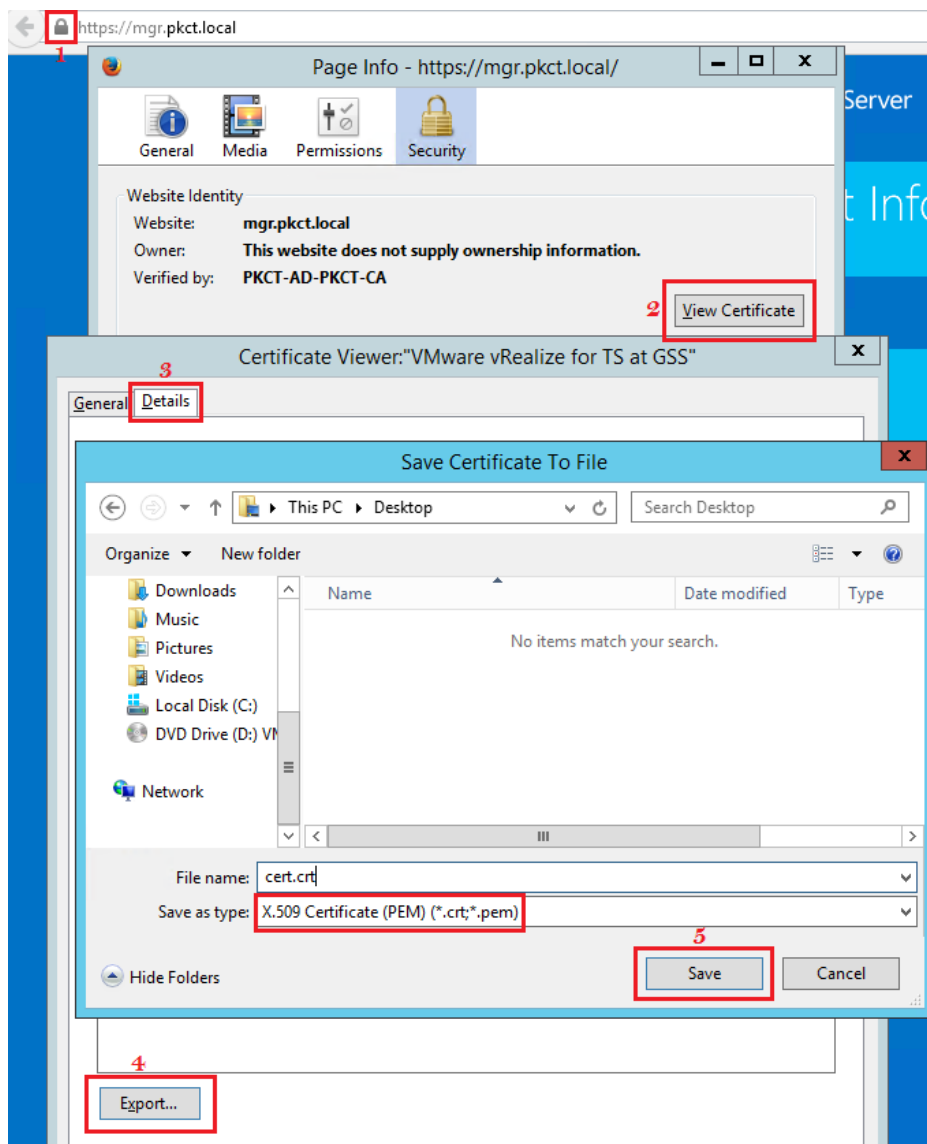 https://mgr.pkct.local
1
Page Info - https://mgr.pkct.local/
Server
General Media Permissions Security
Website Identity
Website: mgr.pkct.local
Owner: This website does not supply ownership information.
Verified by: PKCT-AD-PKCT-CA
2 View Certificate
Certificate Viewer:"VMware vRealize for TS at GSS"
3
General Details
Save Certificate To File
This PC Desktop Search Desktop
Organize New folder
Downloads Name Date modified Type
Music
No items match your search.
Pictures
Videos
Local Disk (C:)
DVD Drive (D:)
Network
File name: cert.crt
Save as type: X.509 Certificate (PEM) (*.crt;*.pem)
5
Hide Folders Save Cancel
4
Export...